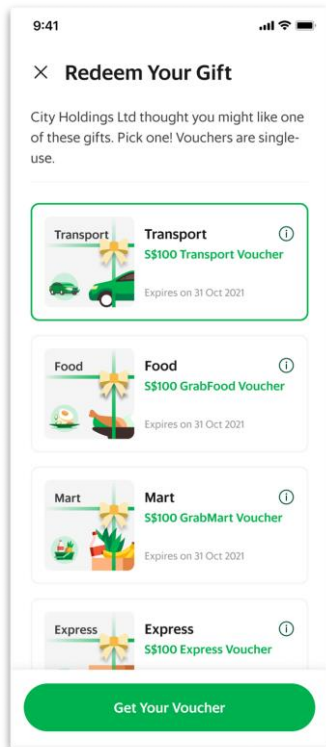 9:41
Redeem Your Gift
City Holdings Ltd thought you might like one
of these gifts. Pick one! Vouchers are single-
use.
Transport
Transport
S$100 Transport Voucher
Expires on 31 Oct 2021
Food
Food
S$100 GrabFood Voucher
Expires on 31 Oct 2021
Mart
Mart
S$100 GrabMart Voucher
Expires on 31 Oct 2021
Express
Express
S$100 Express Voucher
Get Your Voucher